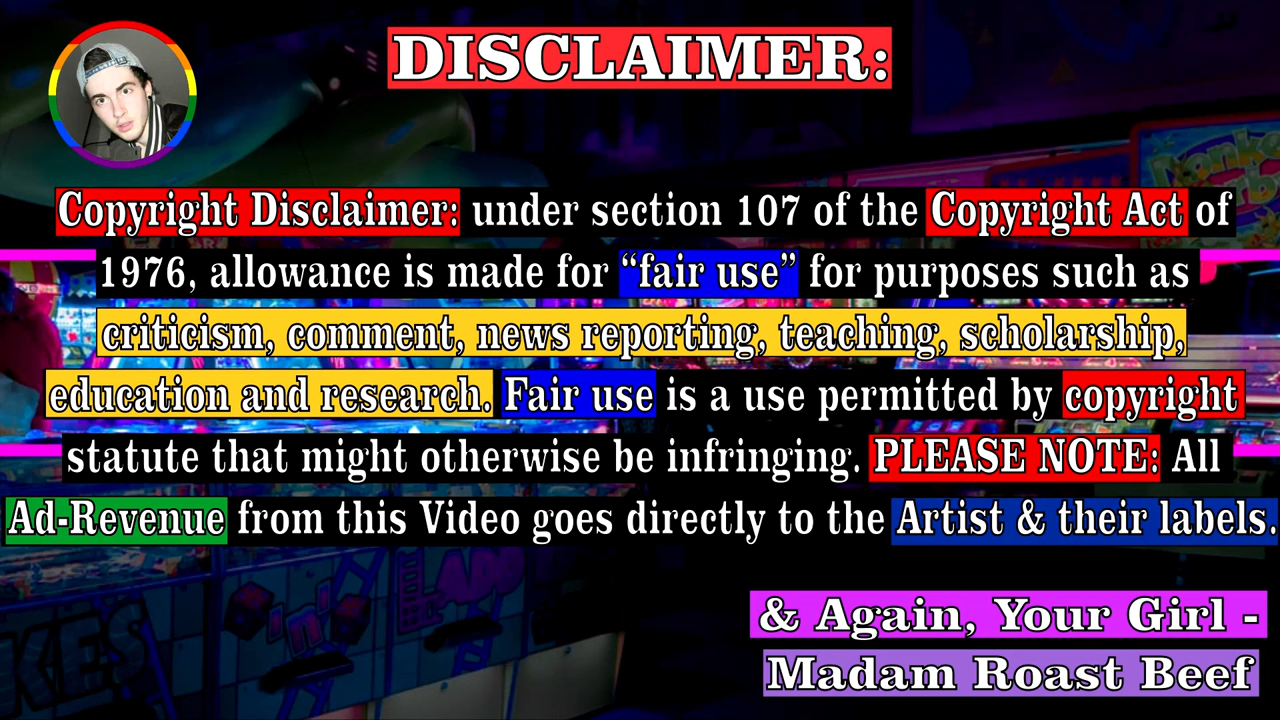 DISCLAIMER:
Copyright Disclaimer: under section 107 of the Copyright Act of
1976, allowance is made for “fair use” for purposes such as
criticism, comment, news reporting, teaching, scholarship,
education and research. Fair use is a use permitted by copyright
statute that might otherwise be infringing. PLEASE NOTE: All
Ad-Revenue from this Video goes directly to the Artist & their labels.
& Again, Your Girl -
Madam Roast Beef